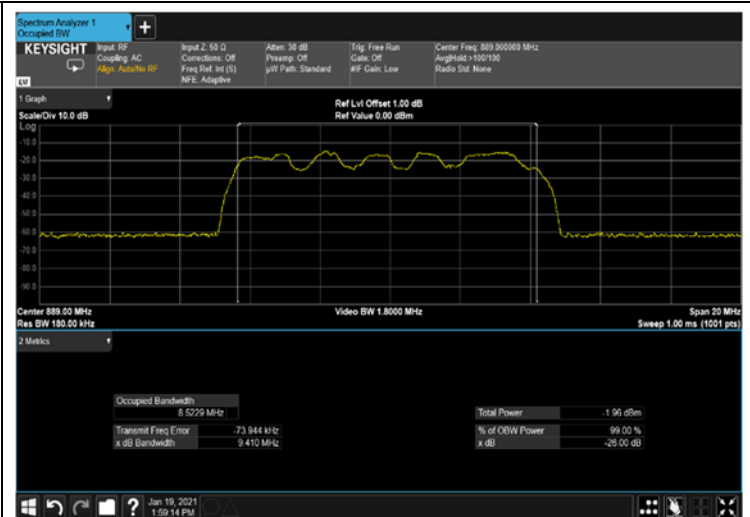 Spectrum Analyzer 1
Occupied BW
+
KEYSIGHT
Input: RF
Coupling: AC
Align: Auto/No RF
Input Z: 50 Ω
Corrections: Off
Freq Ref: Int (S)
NFE: Adaptive
Atten: 30 dB
Preamp: Off
µW Path: Standard
Trig: Free Run
Gate: Off
#IF Gain: Low
Center Freq: 889.000000 MHz
Avg|Hold:>100/100
Radio Std: None
LXI
1 Graph
Scale/Div 10.0 dB
Ref Lvl Offset 1.00 dB
Ref Value 0.00 dBm
Log
-10.0
-20.0
-30.0
-40.0
-50.0
-60.0
-70.0
-80.0
-90.0
Center 889.00 MHz
Video BW 1.8000 MHz
Span 20 MHz
Res BW 180.00 kHz
Sweep 1.00 ms (1001 pts)
2 Metrics
Occupied Bandwidth
8.5229 MHz
Transmit Freq Error -73.944 kHz
x dB Bandwidth 9.410 MHz
Total Power -1.96 dBm
% of OBW Power 99.00 %
x dB -26.00 dB
?
Jan 19, 2021
1:59:14 PM